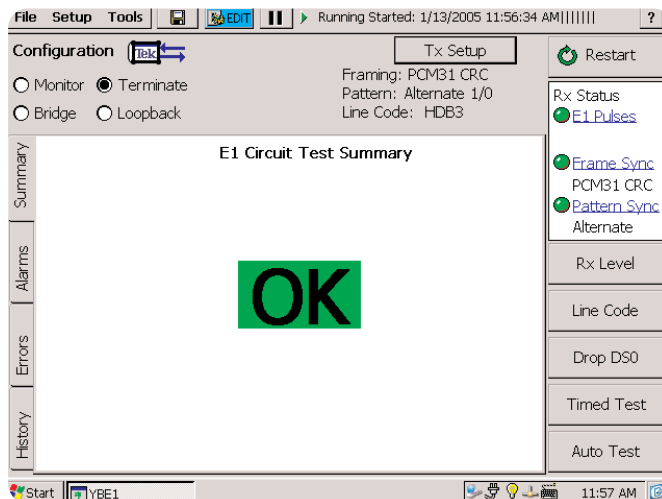 File Setup Tools EDIT Running Started: 1/13/2005 11:56:34 AM ?
Configuration Tek
Tx Setup
Restart
Monitor Terminate
Bridge Loopback
Framing: PCM31 CRC
Pattern: Alternate 1/0
Line Code: HDB3
Rx Status
E1 Pulses
Frame Sync
PCM31 CRC
Pattern Sync
Alternate
Summary
Alarms
Errors
History
E1 Circuit Test Summary
OK
Rx Level
Line Code
Drop DS0
Timed Test
Auto Test
Start YBE1 11:57 AM